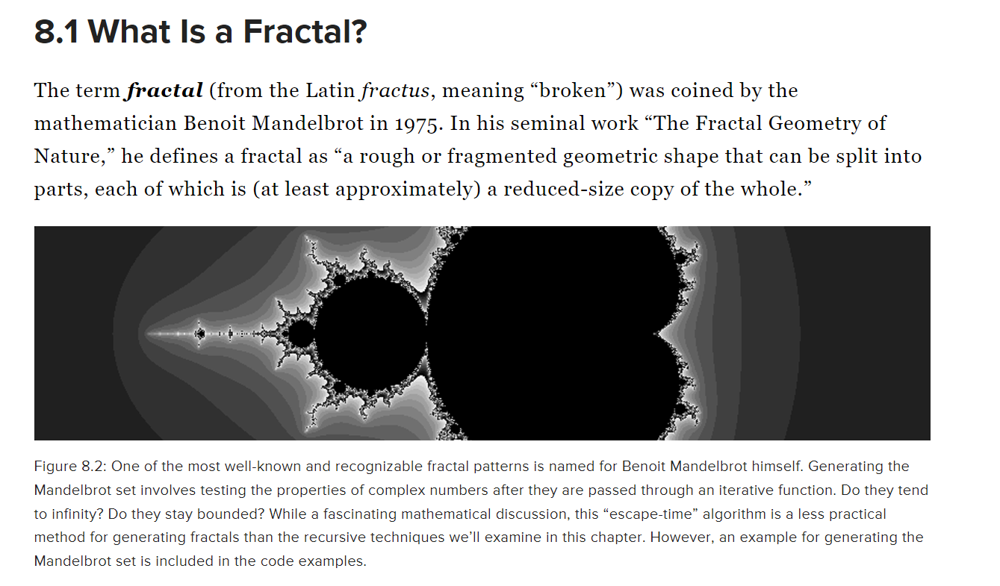 8.1 What Is a Fractal?
The term fractal (from the Latin fractus, meaning “broken”) was coined by the
mathematician Benoit Mandelbrot in 1975. In his seminal work “The Fractal Geometry of
Nature,” he defines a fractal as “a rough or fragmented geometric shape that can be split into
parts, each of which is (at least approximately) a reduced-size copy of the whole.”
Figure 8.2: One of the most well-known and recognizable fractal patterns is named for Benoit Mandelbrot himself. Generating the
Mandelbrot set involves testing the properties of complex numbers after they are passed through an iterative function. Do they tend
to infinity? Do they stay bounded? While a fascinating mathematical discussion, this “escape-time” algorithm is a less practical
method for generating fractals than the recursive techniques we’ll examine in this chapter. However, an example for generating the
Mandelbrot set is included in the code examples.